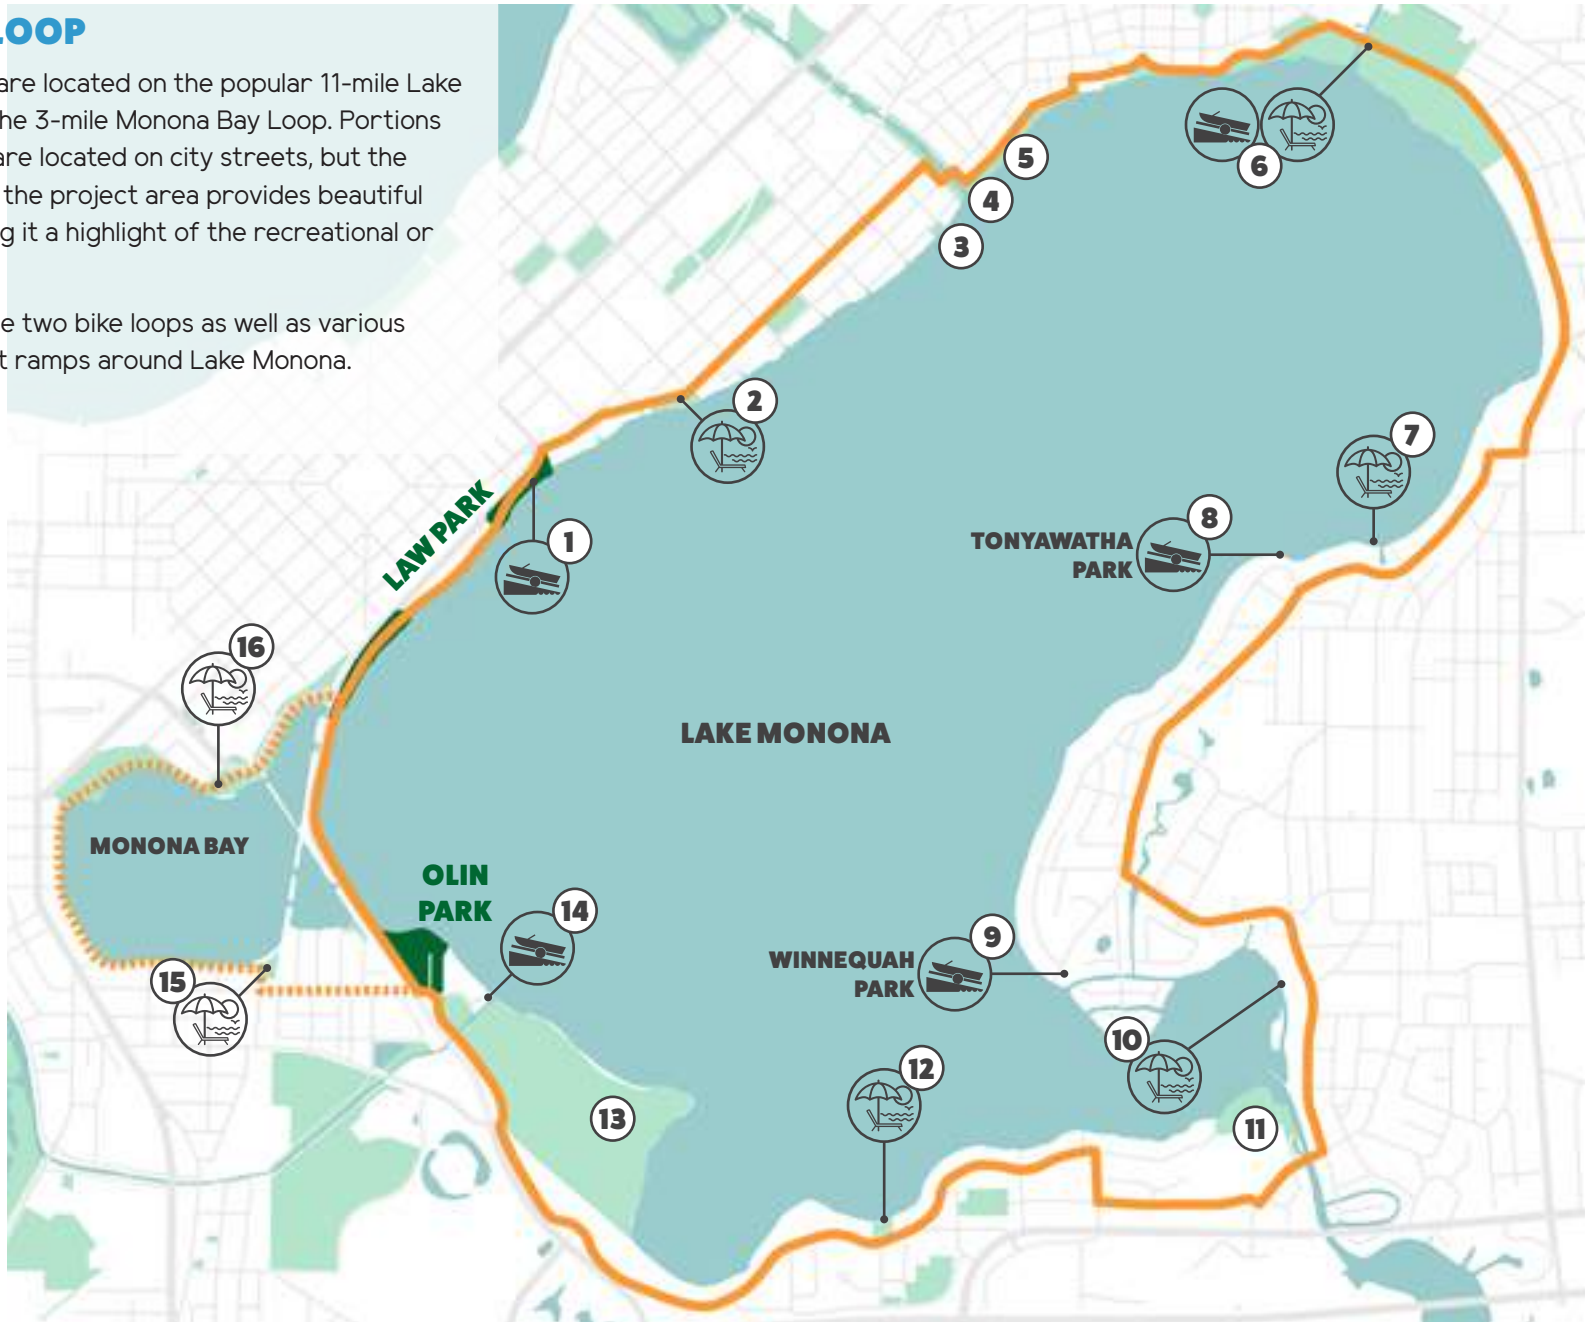 LOOP
are located on the popular 11-mile Lake
he 3-mile Monona Bay Loop. Portions
are located on city streets, but the
the project area provides beautiful
g it a highlight of the recreational or
e two bike loops as well as various
t ramps around Lake Monona.
5
6
4
3
2
7
LAW PARK
1
8
TONYAWATHA
PARK
16
LAKE MONONA
MONONA BAY
OLIN
PARK
14
9
WINNEQUAH
PARK
15
10
12
13
11